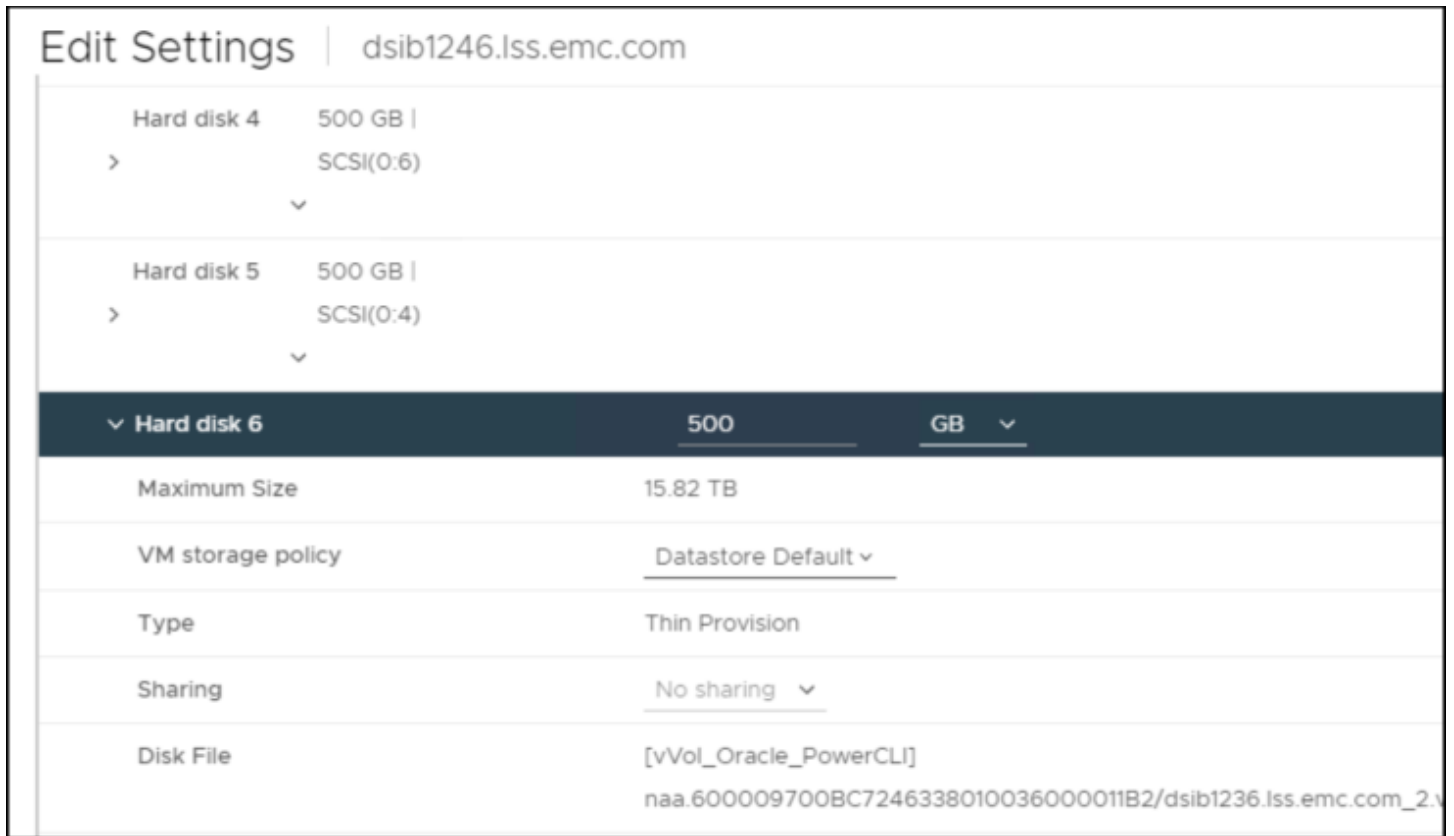 Edit Settings | dsib1246.lss.emc.com
Hard disk 4 500 GB |
SCSI(0:6)
Hard disk 5 500 GB |
SCSI(0:4)
Hard disk 6 500 GB
Maximum Size 15.82 TB
VM storage policy Datastore Default
Type Thin Provision
Sharing No sharing
Disk File [vVol_Oracle_PowerCLI]
naa.600009700BC72463380100360000011B2/dsib1236.lss.emc.com_2.v